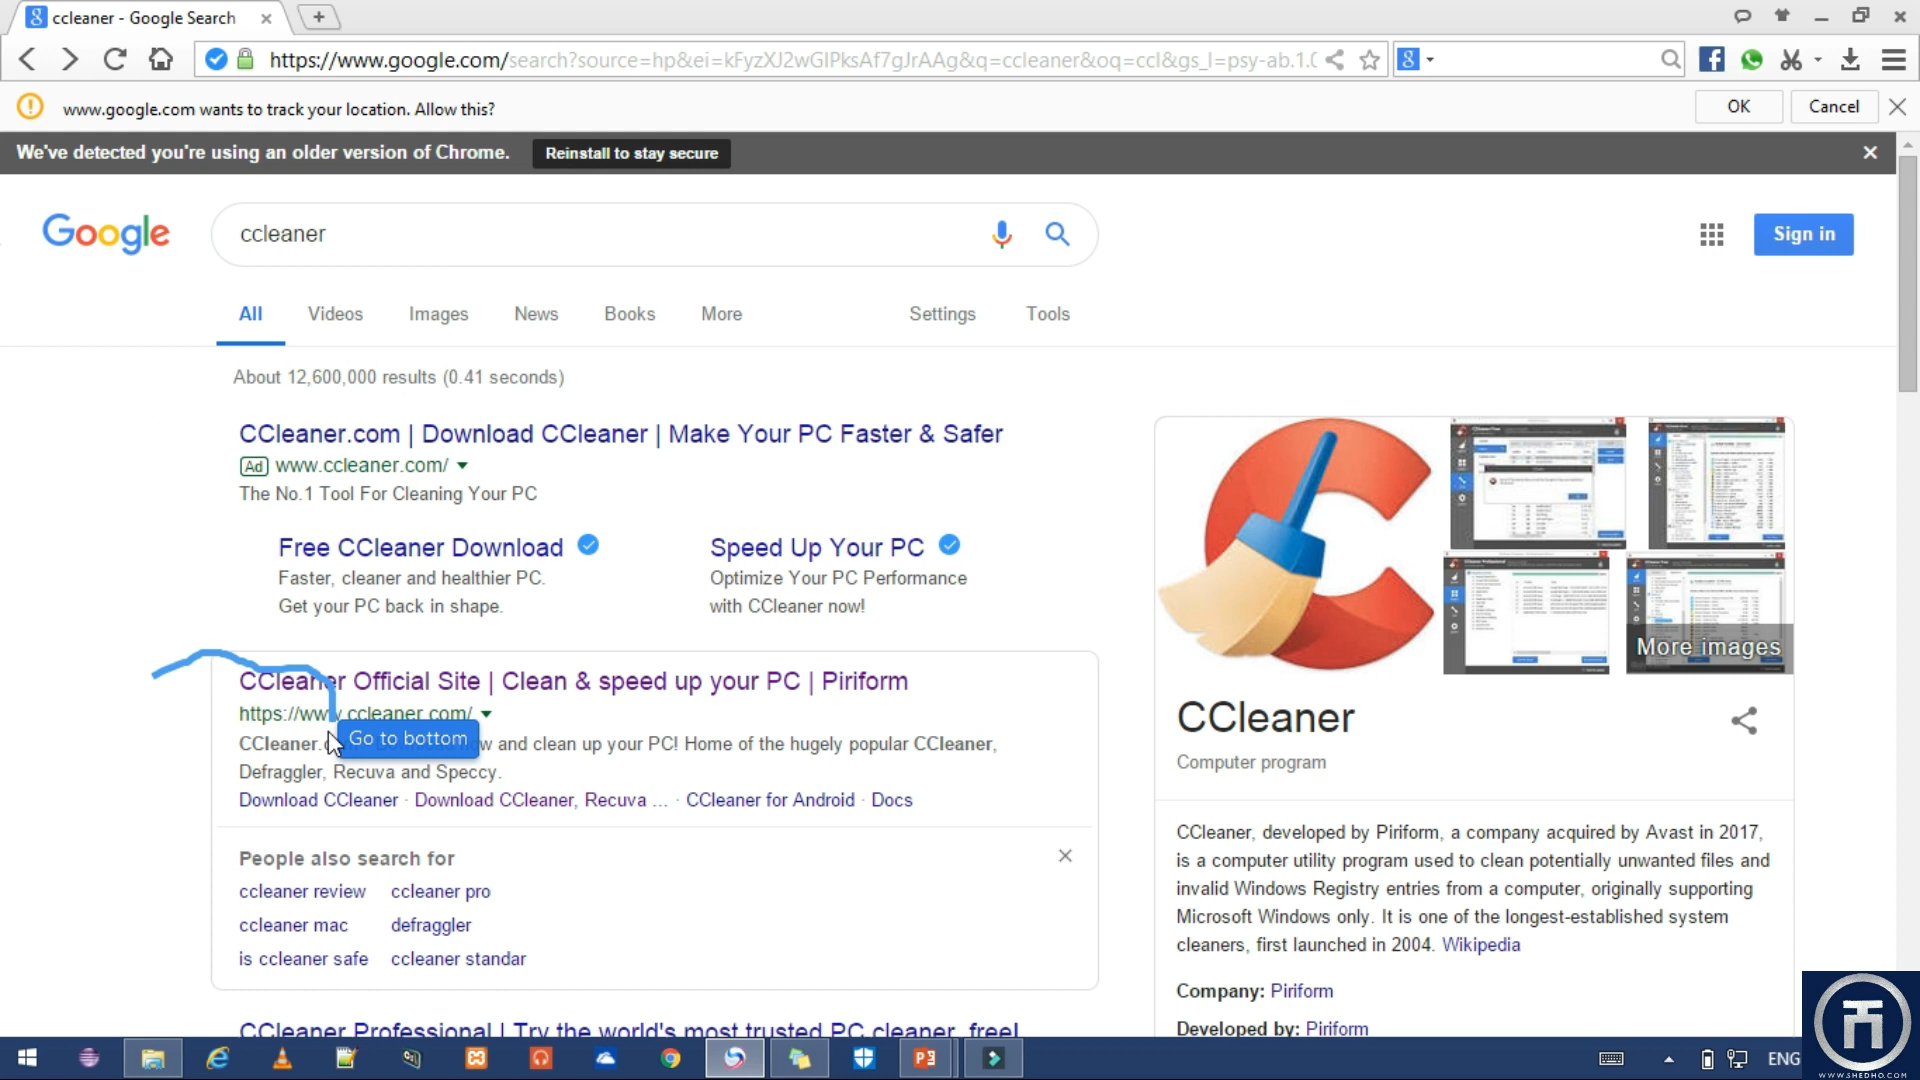 ccleaner - Google Search
https://www.google.com/search?source=hp&ei=kFyzXJ2wGIPksAf7gJrAAg&q=ccleaner&oq=ccl&gs_l=psy-ab.1.0
www.google.com wants to track your location. Allow this?
OK
Cancel
We've detected you're using an older version of Chrome.
Reinstall to stay secure
Google
ccleaner
Sign in
All
Videos
Images
News
Books
More
Settings
Tools
About 12,600,000 results (0.41 seconds)
CCleaner.com | Download CCleaner | Make Your PC Faster & Safer
Ad www.ccleaner.com/
The No.1 Tool For Cleaning Your PC
Free CCleaner Download
Faster, cleaner and healthier PC.
Get your PC back in shape.
Speed Up Your PC
Optimize Your PC Performance
with CCleaner now!
CCleaner Official Site | Clean & speed up your PC | Piriform
https://www.ccleaner.com/
Go to bottom
CCleaner. and clean up your PC! Home of the hugely popular CCleaner,
Defraggler, Recuva and Speccy.
Download CCleaner · Download CCleaner, Recuva ... · CCleaner for Android · Docs
People also search for
ccleaner review
ccleaner pro
ccleaner mac
defraggler
is ccleaner safe
ccleaner standar
CCleaner Professional | Try the world's most trusted PC cleaner, free!
More images
CCleaner
Computer program
CCleaner, developed by Piriform, a company acquired by Avast in 2017,
is a computer utility program used to clean potentially unwanted files and
invalid Windows Registry entries from a computer, originally supporting
Microsoft Windows only. It is one of the longest-established system
cleaners, first launched in 2004. Wikipedia
Company: Piriform
Developed by: Piriform
ENG
WWW.SHEDHO.COM